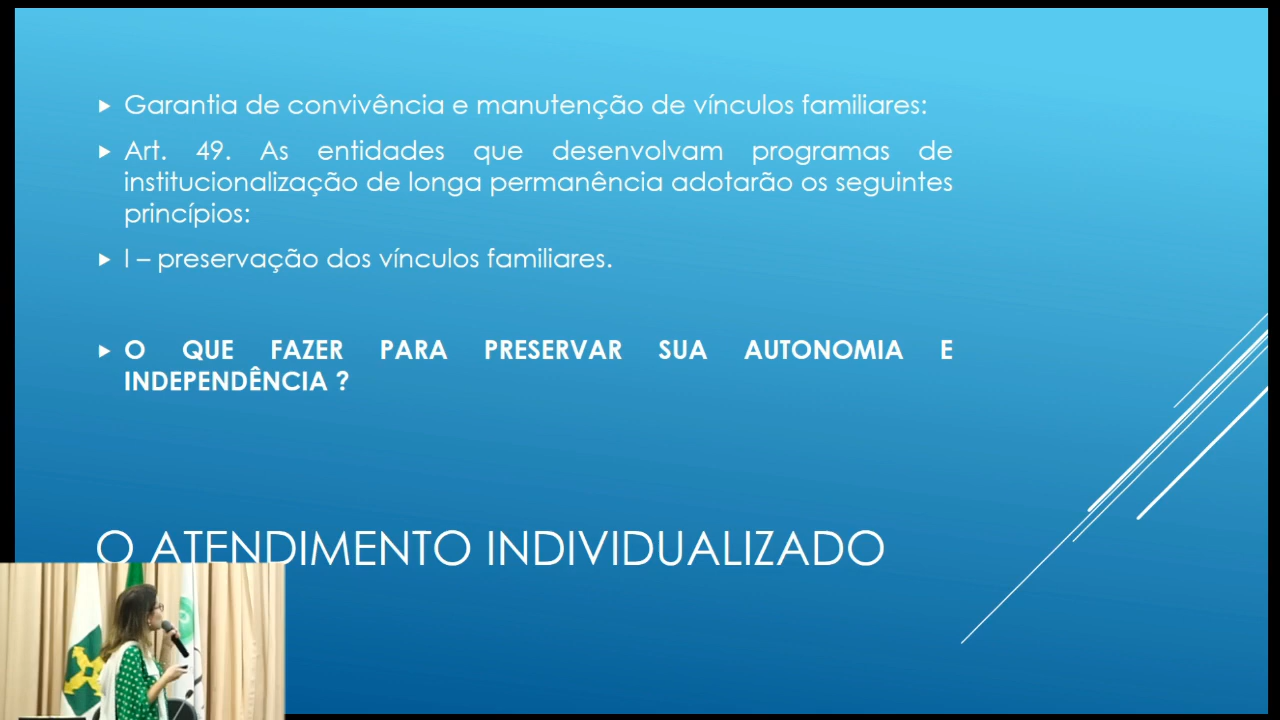 Garantia de convivência e manutenção de vínculos familiares:
Art. 49. As entidades que desenvolvam programas de
institucionalização de longa permanência adotarão os seguintes
princípios:
I – preservação dos vínculos familiares.
O QUE FAZER PARA PRESERVAR SUA AUTONOMIA E
INDEPENDÊNCIA ?
O ATENDIMENTO INDIVIDUALIZADO